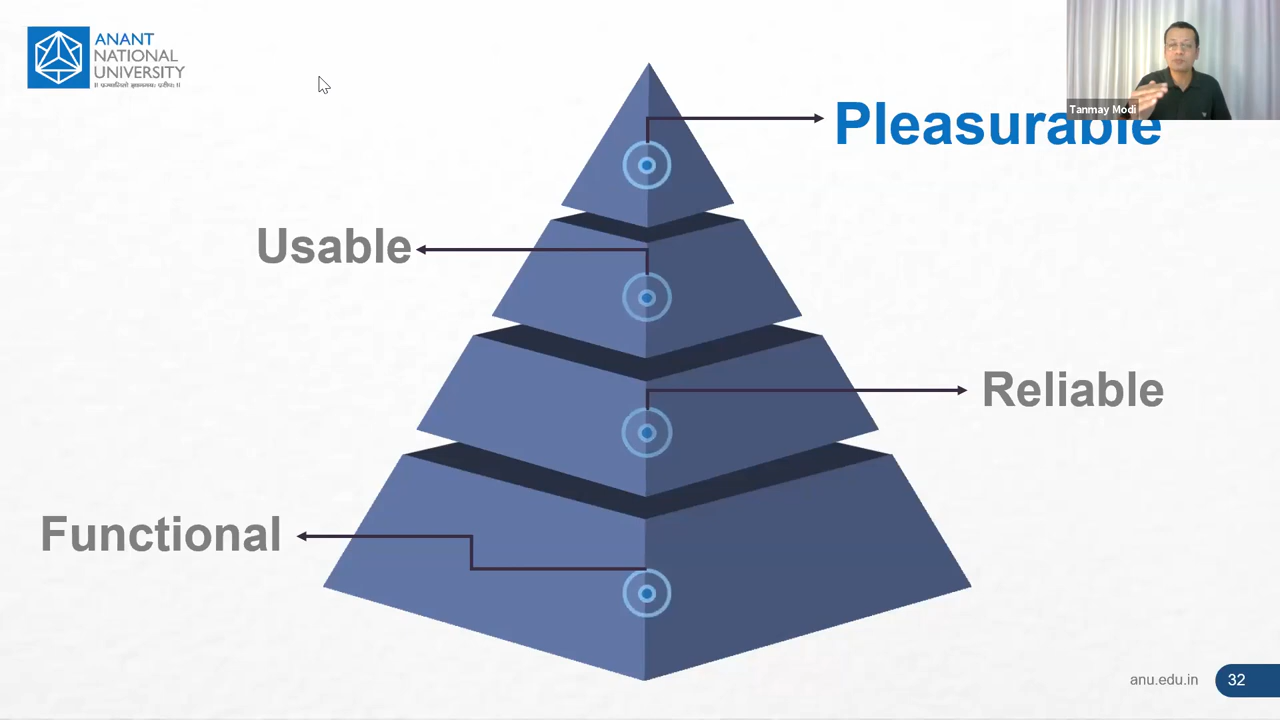 ANANT
NATIONAL
UNIVERSITY
Tanmay Modi
Pleasurable
Usable
Reliable
Functional
anu.edu.in
32